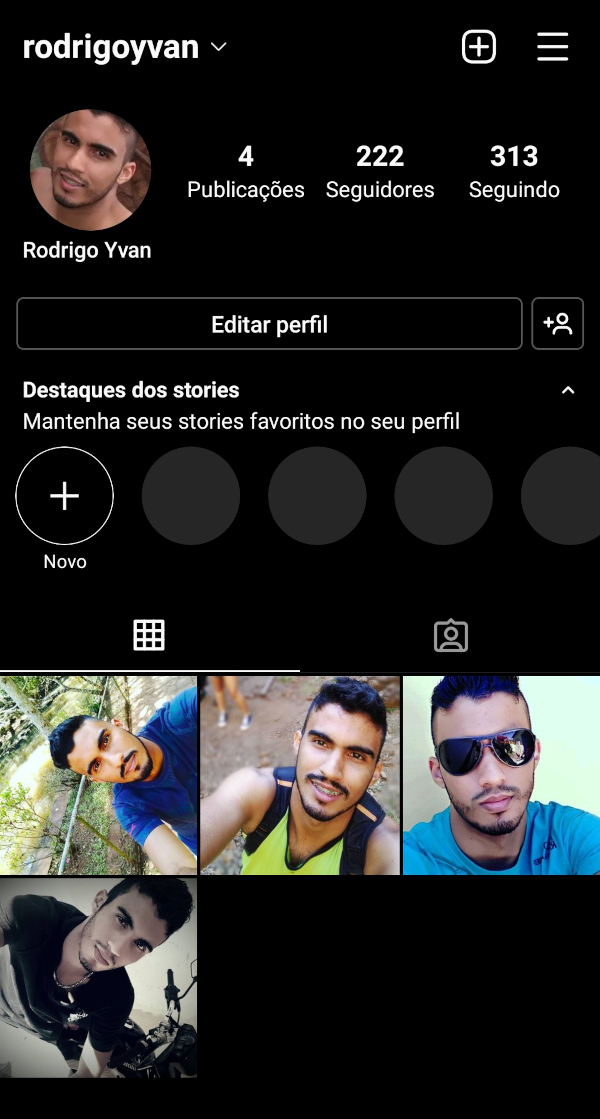 rodrigoyvan
4 222 313
Publicações Seguidores Seguindo
Rodrigo Yvan
Editar perfil
Destaques dos stories
Mantenha seus stories favoritos no seu perfil
Novo